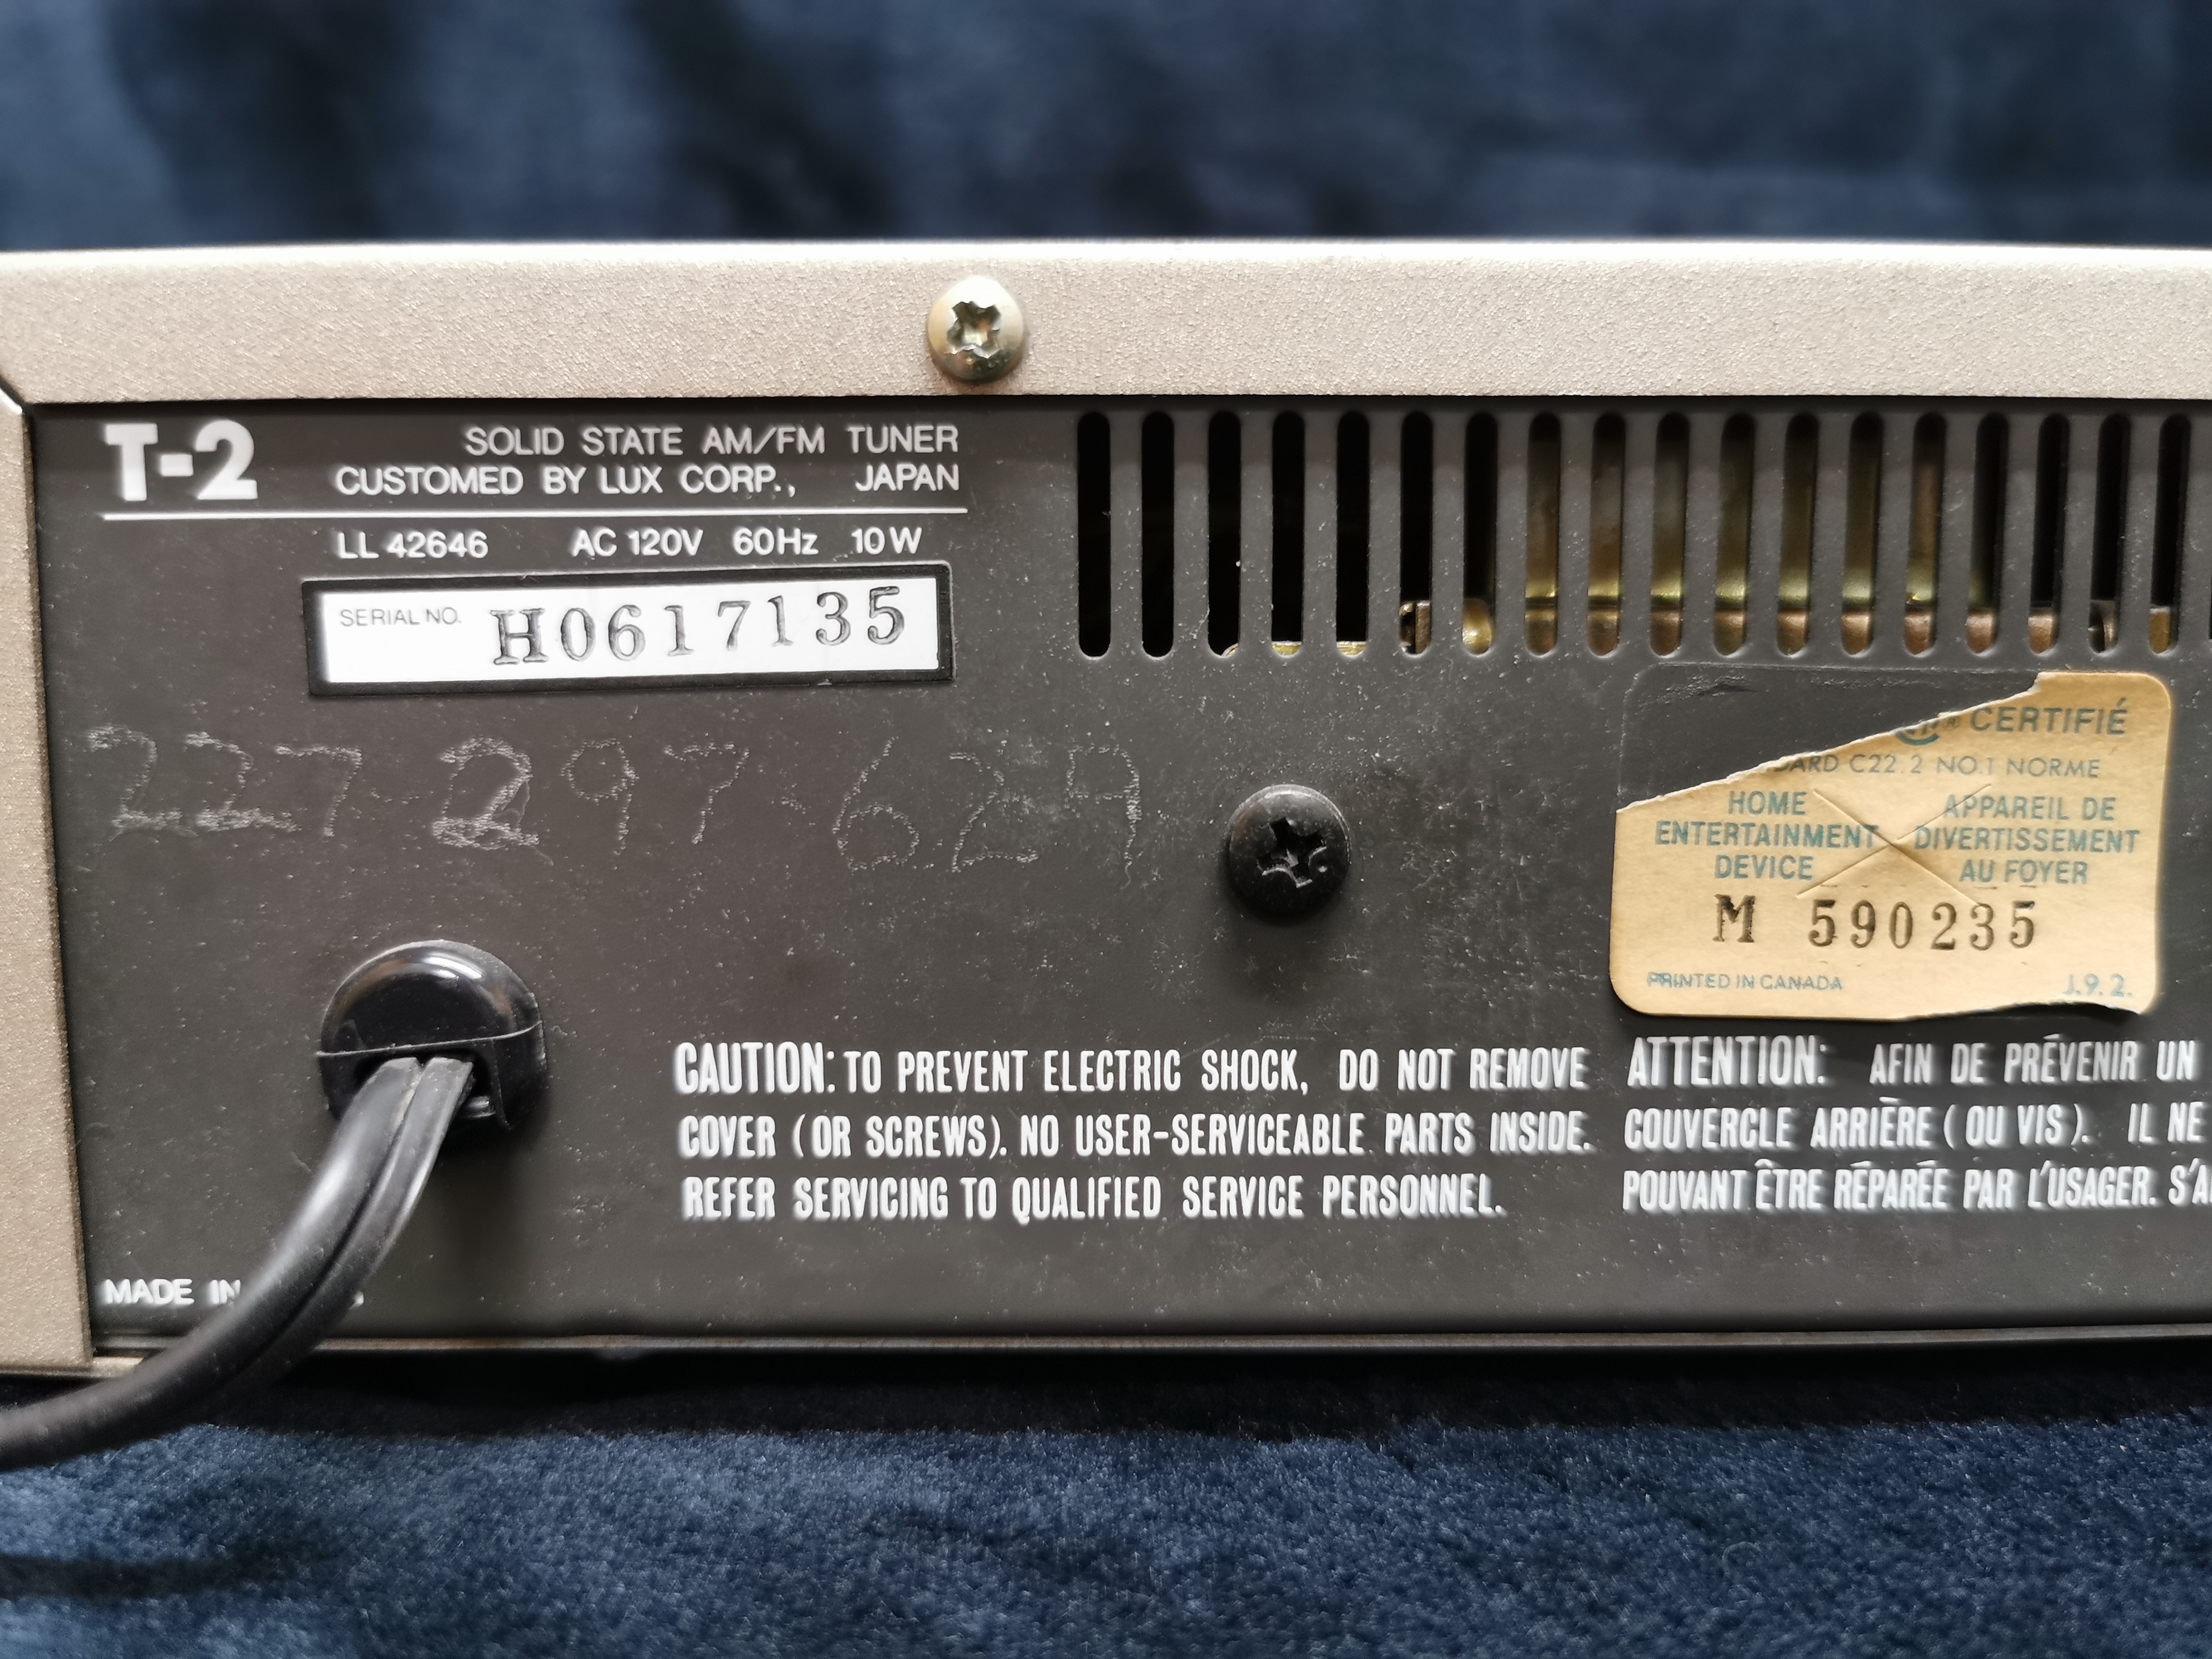 T-2
SOLID STATE AM/FM TUNER
CUSTOMED BY LUX CORP., JAPAN
LL 42646 AC 120V 60Hz 10W
SERIAL NO. H0617135
227 297 629
CERTIFIÉ
C22.2 NO.1 NORME
HOME
ENTERTAINMENT
DEVICE
APPAREIL DE
DIVERTISSEMENT
AU FOYER
M 590235
PRINTED IN CANADA J.9.2.
CAUTION: TO PREVENT ELECTRIC SHOCK, DO NOT REMOVE
COVER (OR SCREWS). NO USER-SERVICEABLE PARTS INSIDE.
REFER SERVICING TO QUALIFIED SERVICE PERSONNEL.
ATTENTION: AFIN DE PRÉVENIR UN
COUVERCLE ARRIÈRE (OU VIS). IL NE
POUVANT ÊTRE RÉPARÉE PAR L'USAGER.
MADE IN